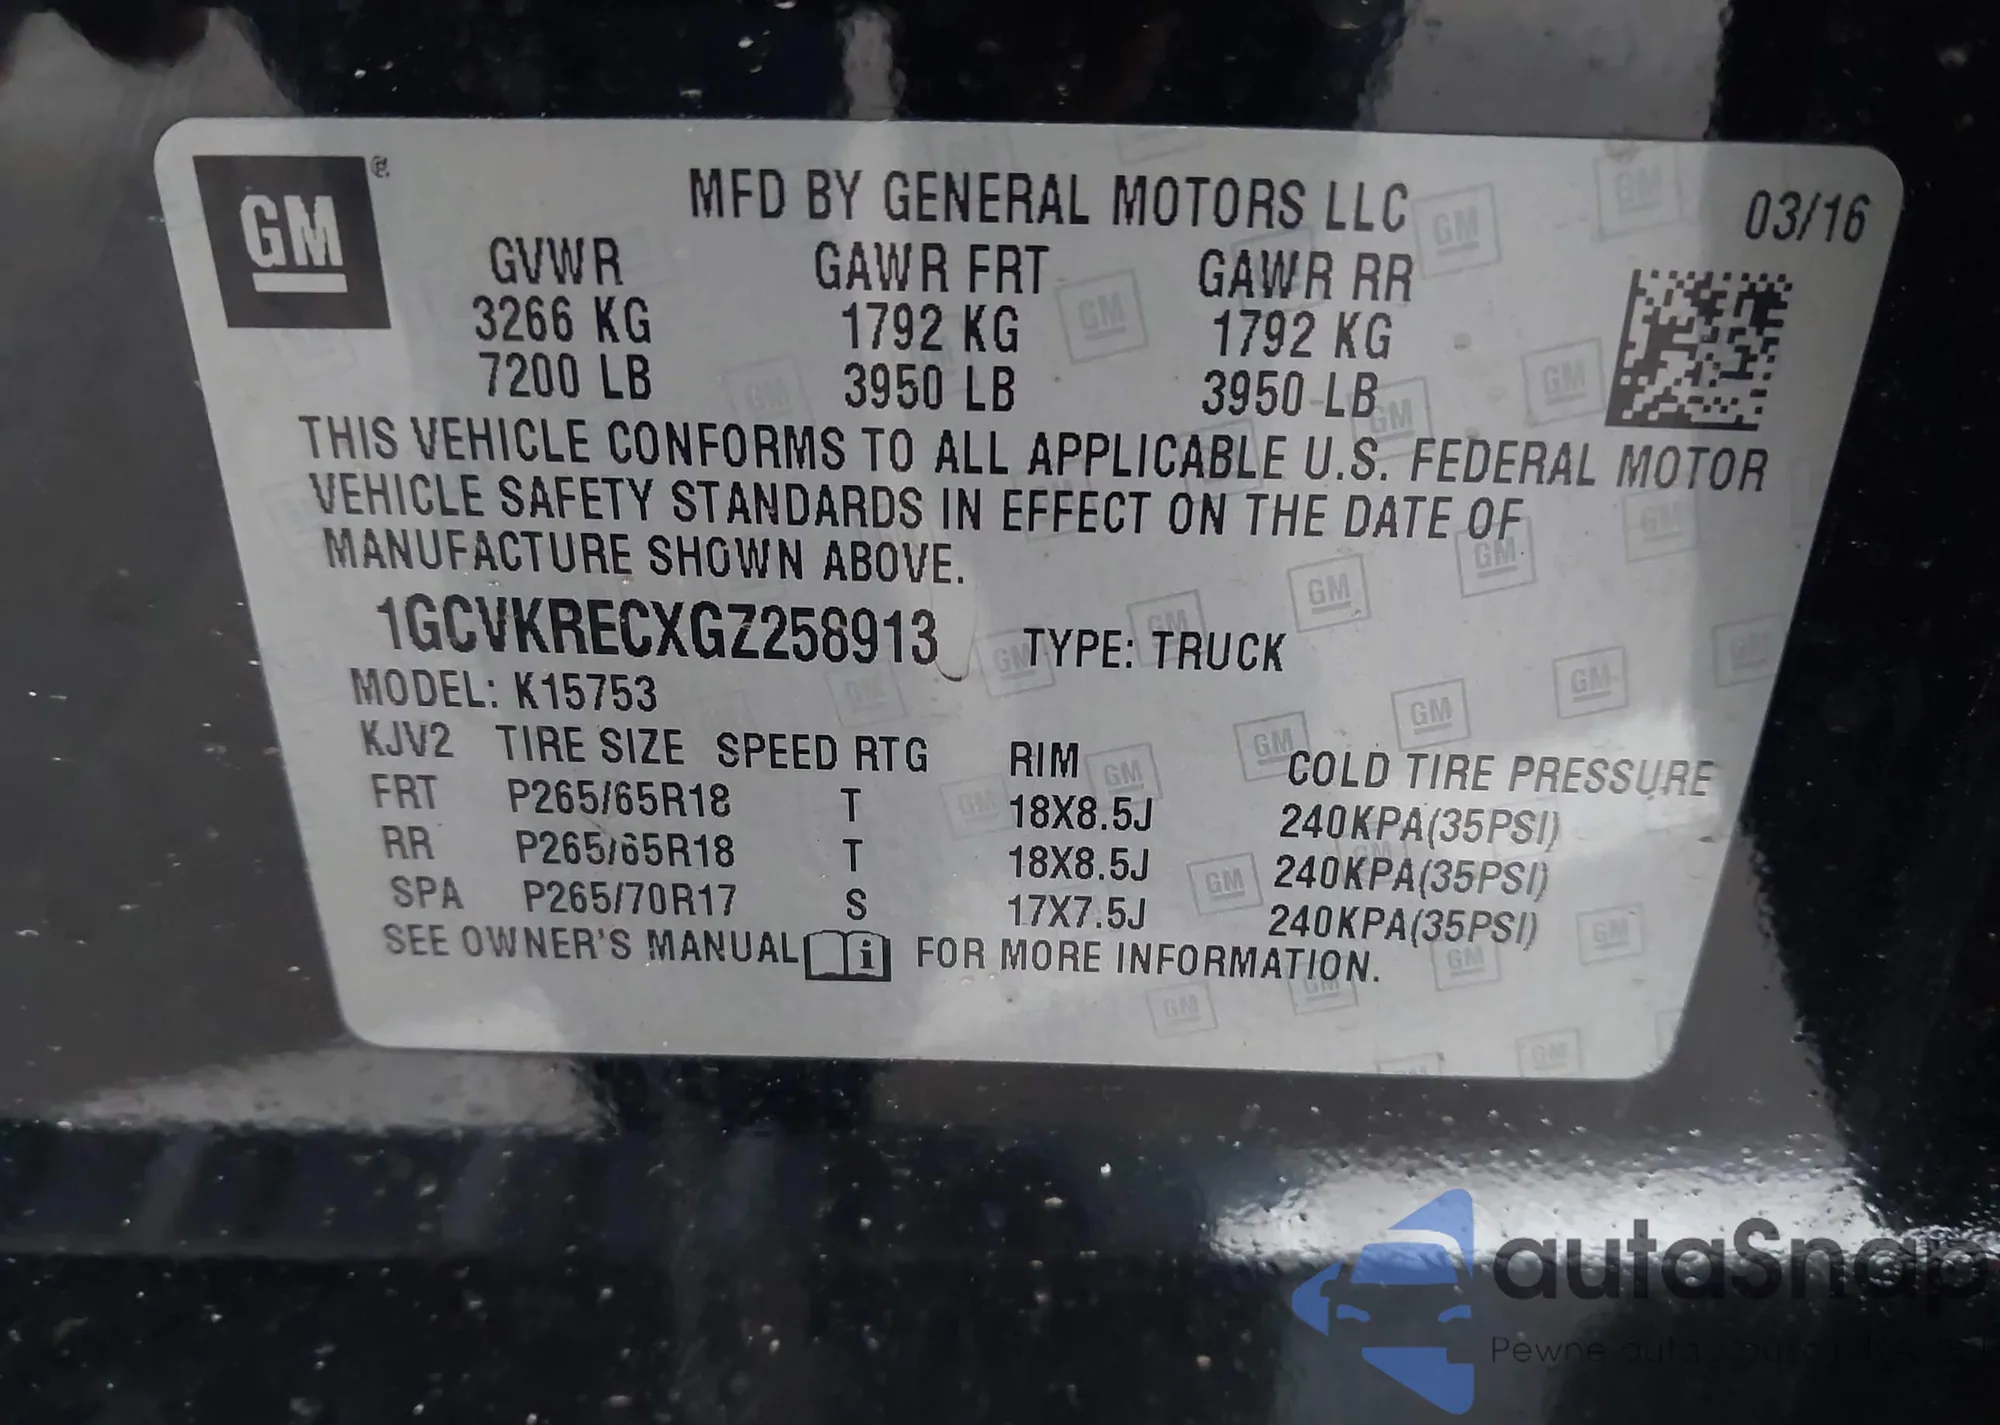 GM
MFD BY GENERAL MOTORS LLC
03/16
GVWR GAWR FRT GAWR RR
3266 KG 1792 KG 1792 KG
7200 LB 3950 LB 3950 LB
THIS VEHICLE CONFORMS TO ALL APPLICABLE U.S. FEDERAL MOTOR
VEHICLE SAFETY STANDARDS IN EFFECT ON THE DATE OF
MANUFACTURE SHOWN ABOVE.
1GCVKRECXGZ258913 TYPE: TRUCK
MODEL: K15753
KJV2 TIRE SIZE SPEED RTG RIM COLD TIRE PRESSURE
FRT P265/65R18 T 18X8.5J 240KPA(35PSI)
RR P265/65R18 T 18X8.5J 240KPA(35PSI)
SPA P265/70R17 S 17X7.5J 240KPA(35PSI)
SEE OWNER'S MANUAL i FOR MORE INFORMATION.
autaSnap
Pewne auta